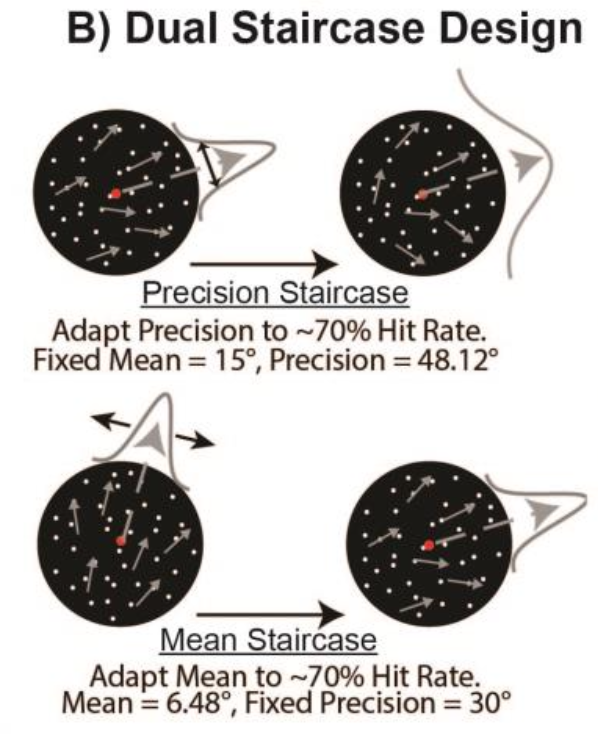 B) Dual Staircase Design
Precision Staircase
Adapt Precision to ~70% Hit Rate.
Fixed Mean = 15°, Precision = 48.12°
Mean Staircase
Adapt Mean to ~70% Hit Rate.
Mean = 6.48°, Fixed Precision = 30°